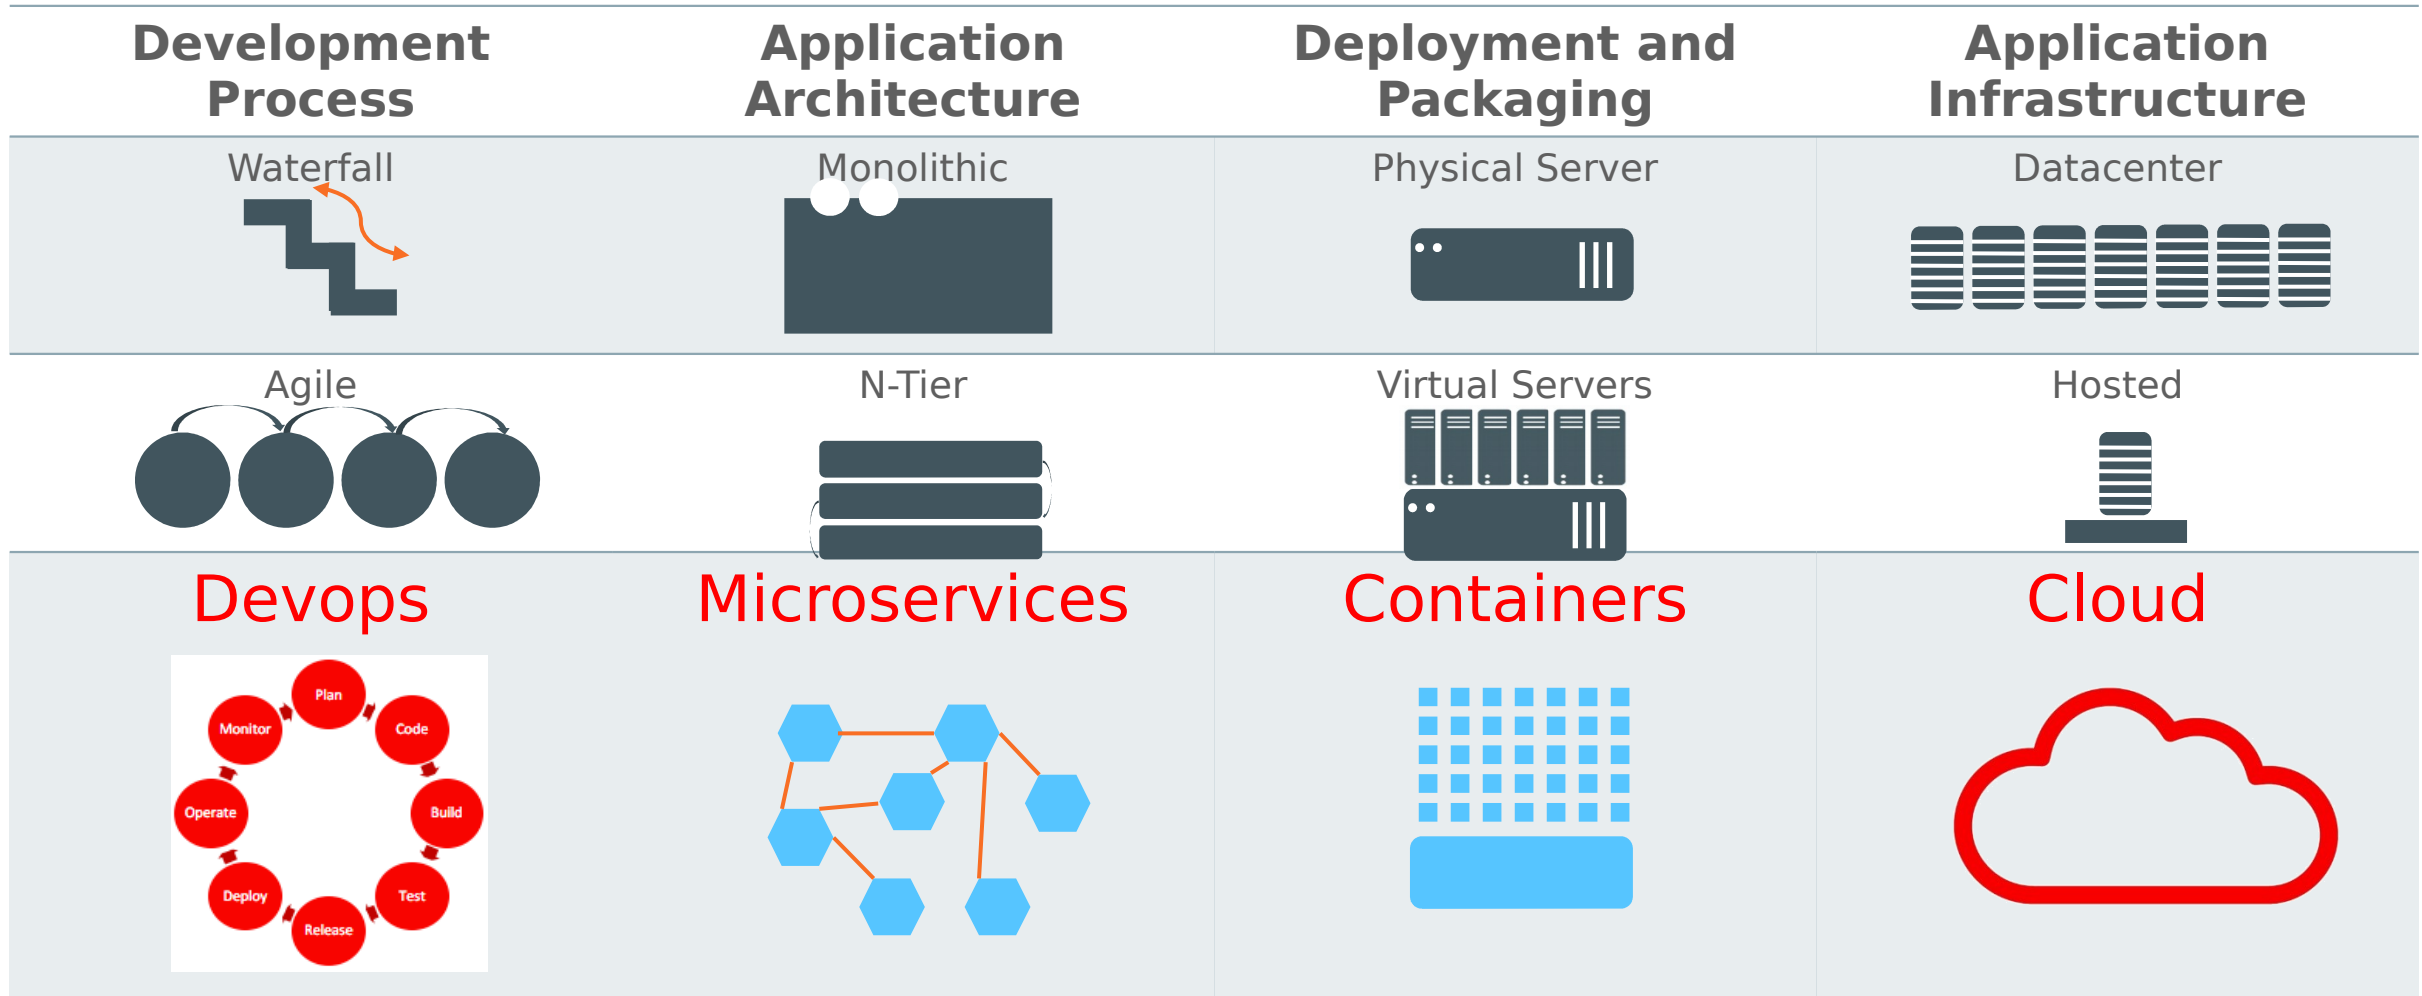 Development
Process
Application
Architecture
Deployment and
Packaging
Application
Infrastructure
Waterfall
Monolithic
Physical Server
Datacenter
Agile
N-Tier
Virtual Servers
Hosted
Devops
Microservices
Containers
Cloud
Plan
Code
Build
Test
Release
Deploy
Operate
Monitor